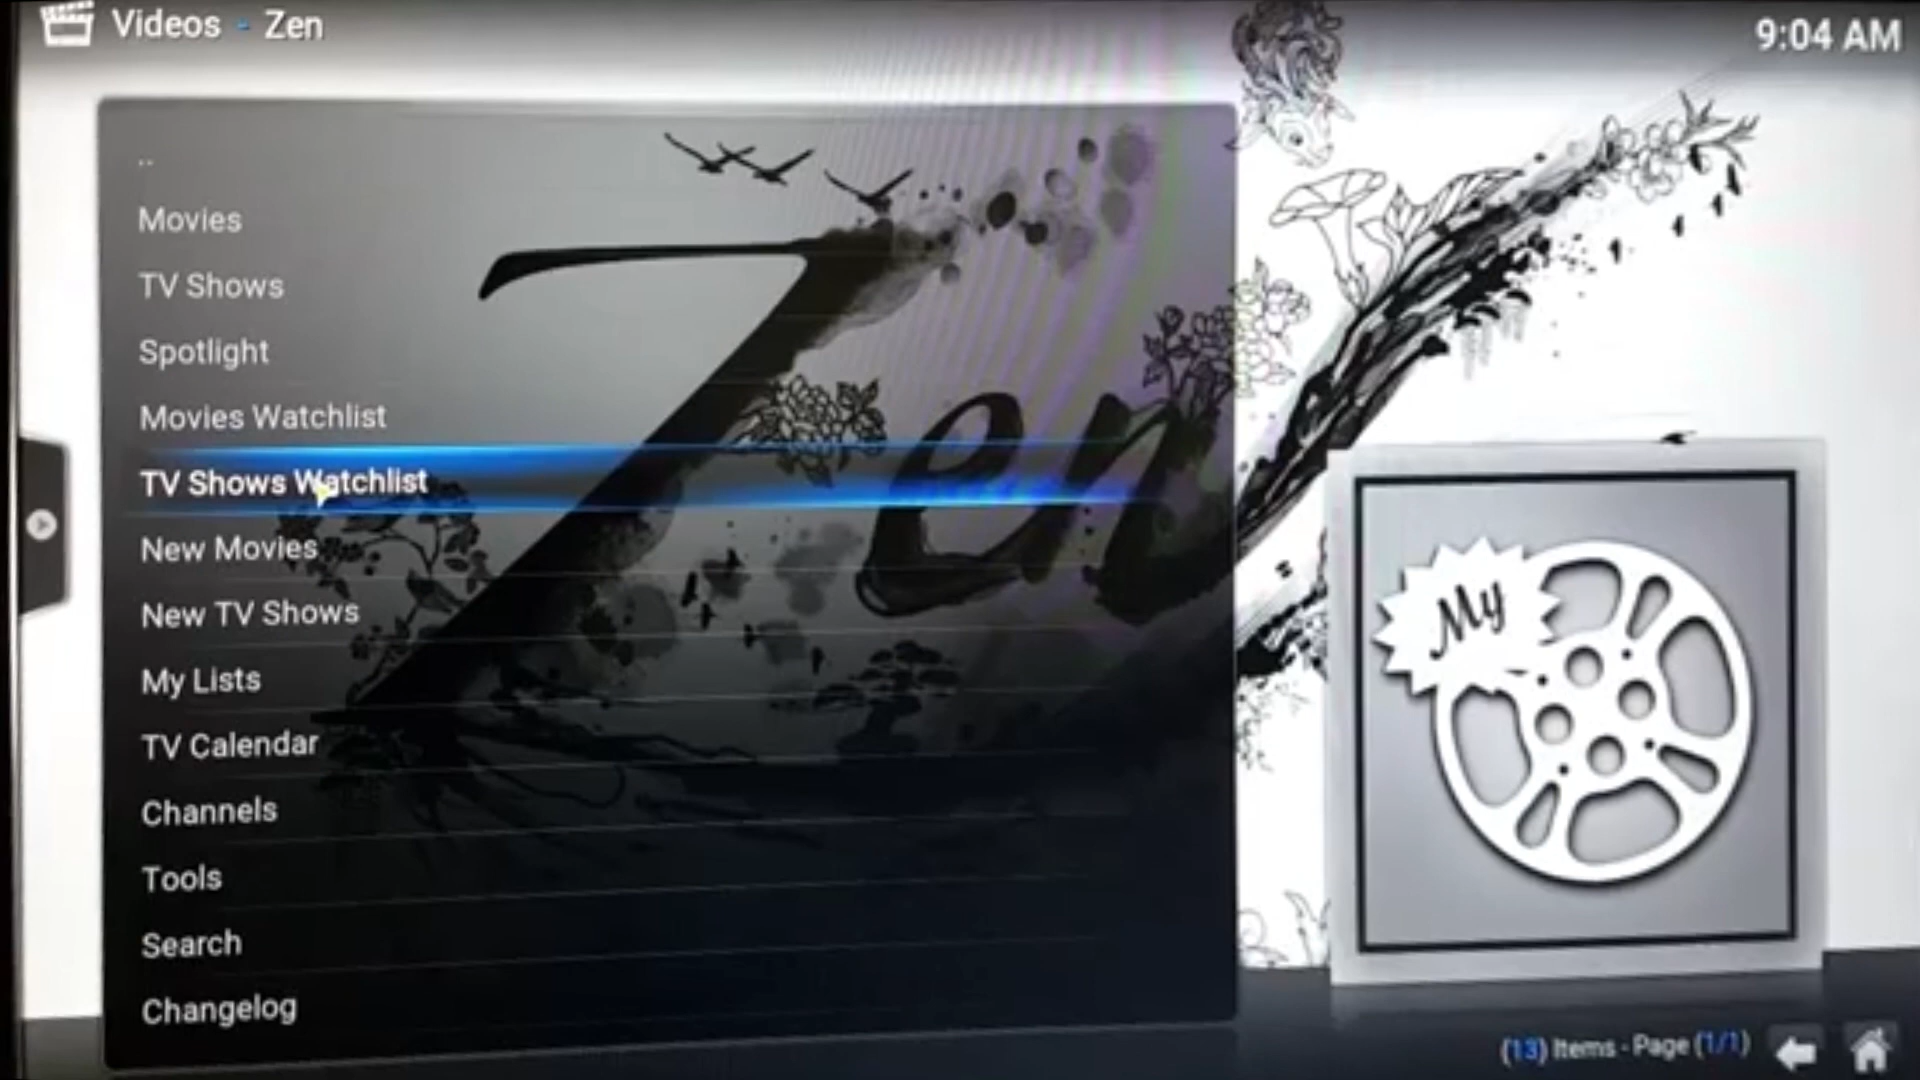 Videos - Zen
9:04 AM
..
Movies
TV Shows
Spotlight
Movies Watchlist
TV Shows Watchlist
New Movies
New TV Shows
My Lists
TV Calendar
Channels
Tools
Search
Changelog
Zen
My
(13) Items - Page (1/1)